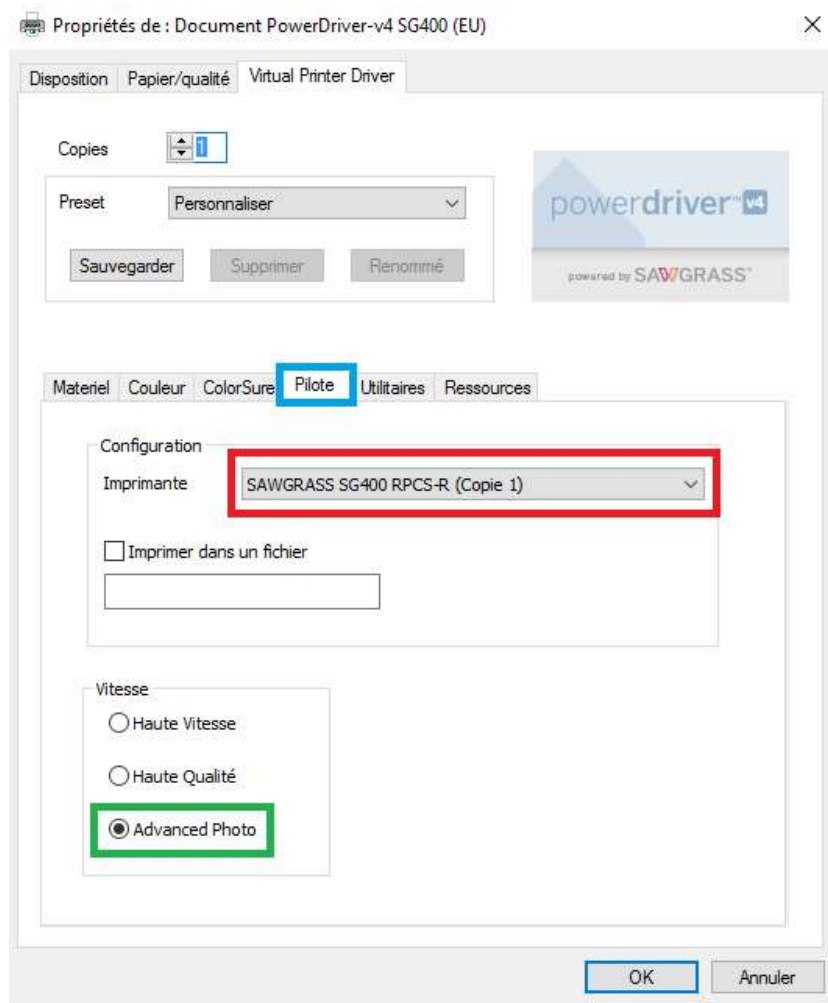 Propriétés de : Document PowerDriver-v4 SG400 (EU)
Disposition Papier/qualité Virtual Printer Driver
Copies 1
Preset Personnaliser
Sauvegarder Supprimer Renommé
powerdriver™ v4
powered by SAWGRASS™
Materiel Couleur ColorSure Pilote Utilitaires Ressources
Configuration
Imprimante SAWGRASS SG400 RPCS-R (Copie 1)
Imprimer dans un fichier
Vitesse
Haute Vitesse
Haute Qualité
Advanced Photo
OK Annuler